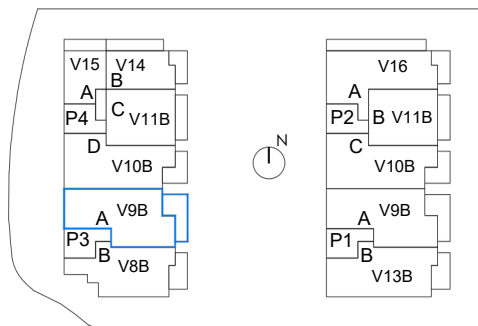 V15 V14
B
A
P4 C V11B
D
V10B
V9B
A
P3
B
V8B
N
V16
A
P2 B V11B
C
V10B
V9B
A
P1
B
V13B